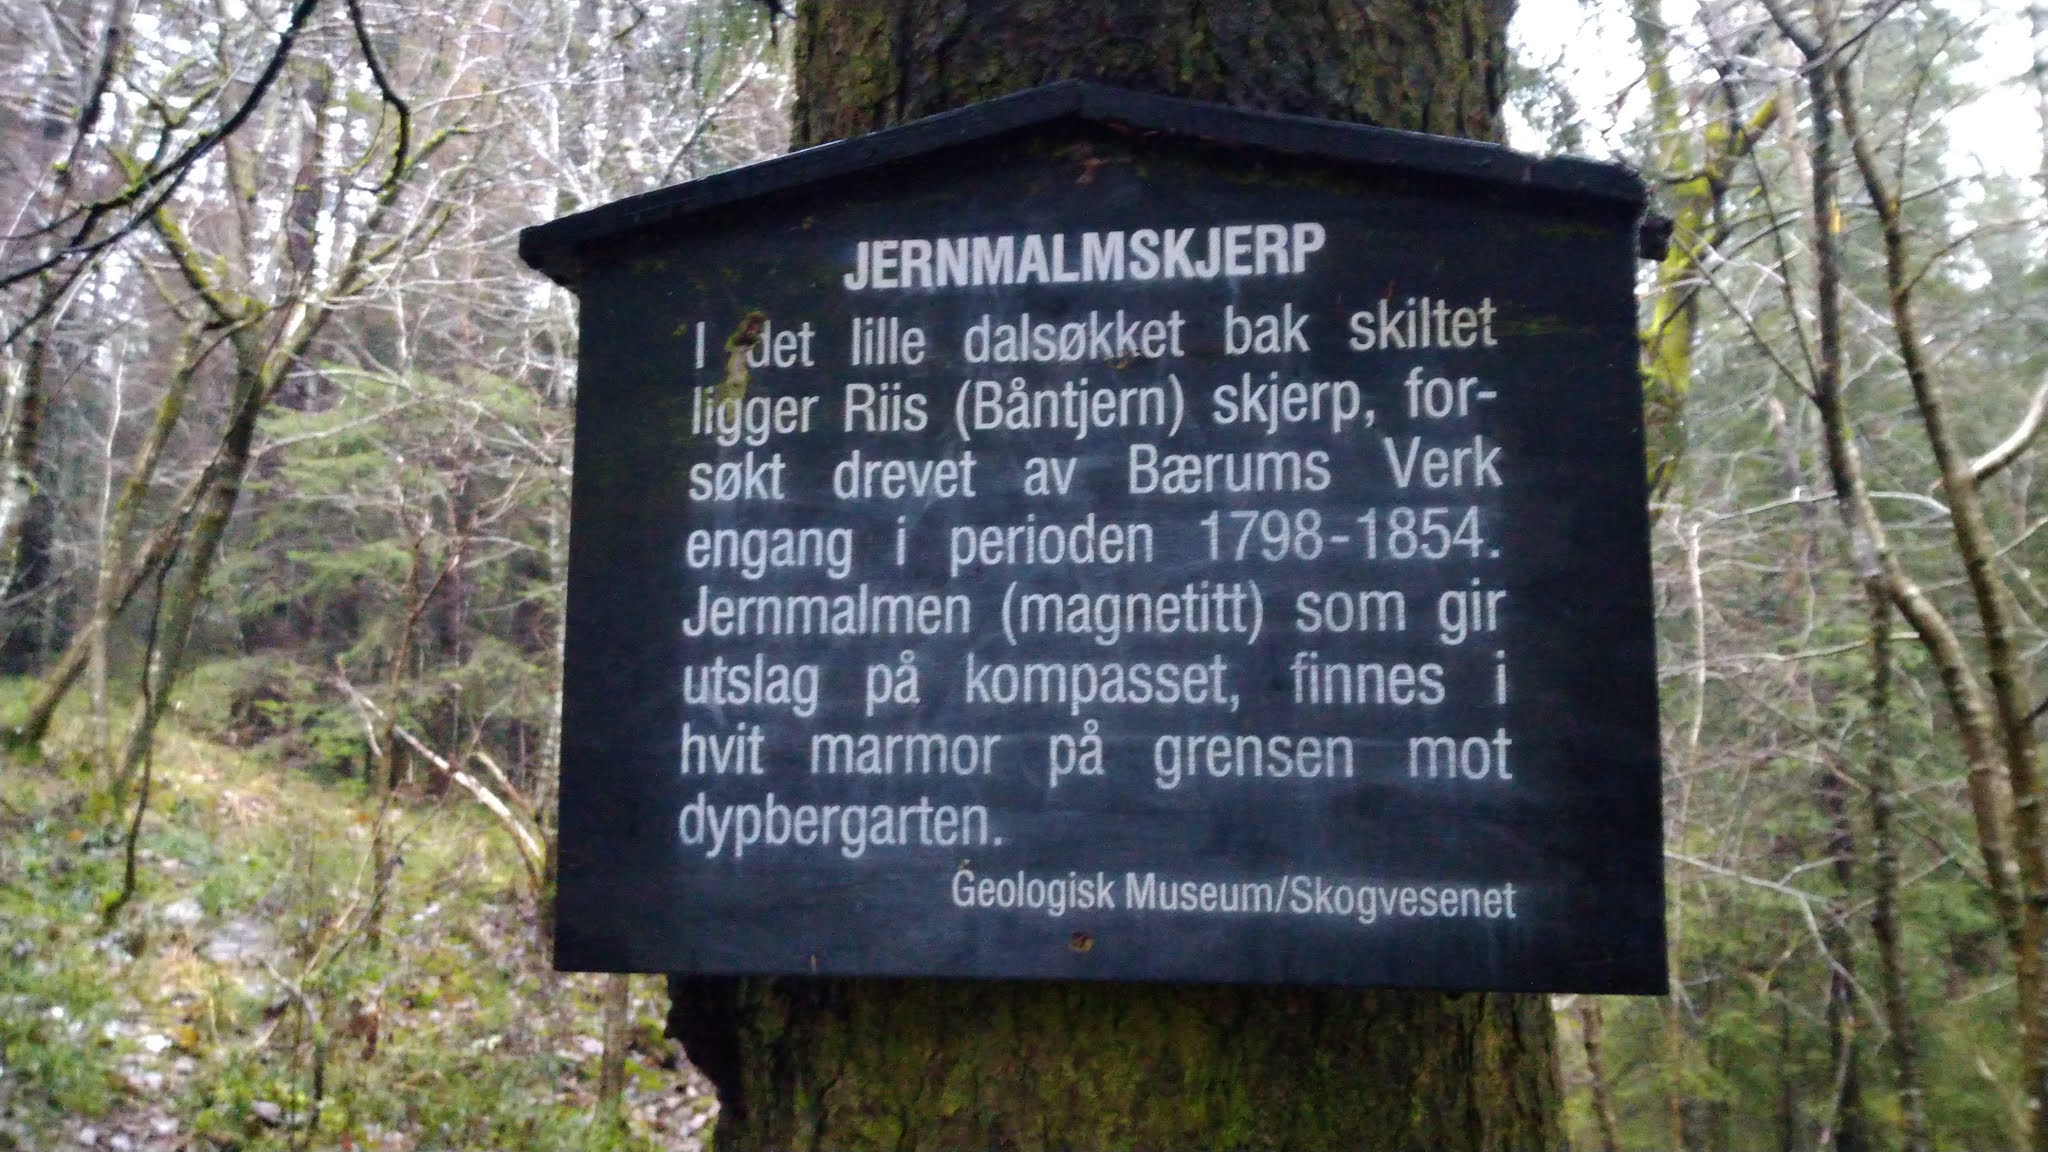 JERNMALMSKJERP
I det lille dalsøkket bak skiltet
ligger Riis (Båntjern) skjerp, for-
søkt drevet av Bærums Verk
engang i perioden 1798-1854.
Jernmalmen (magnetitt) som gir
utslag på kompasset, finnes i
hvit marmor på grensen mot
dypbergarten.
Geologisk Museum/Skogvesenet